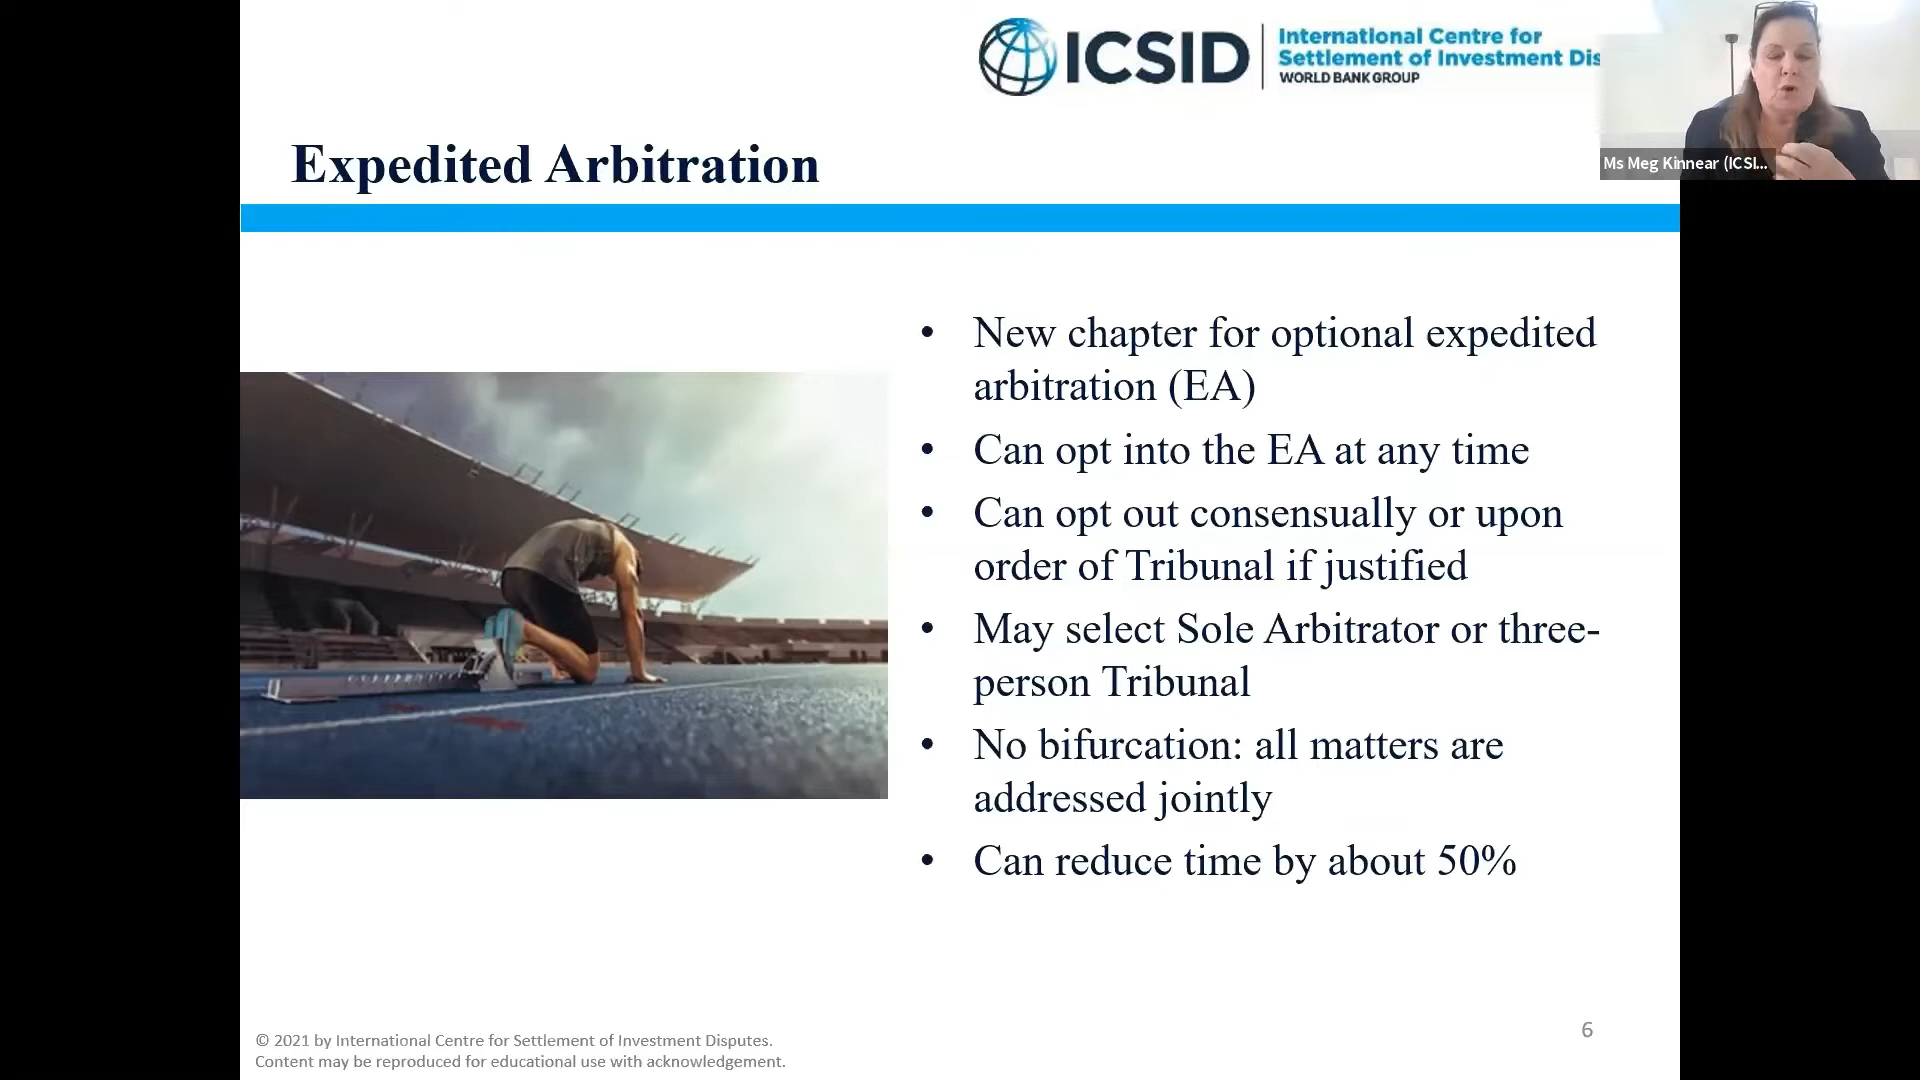 ICSID
International Centre for
Settlement of Investment Dis
WORLD BANK GROUP
Ms Meg Kinnear (ICSI...
Expedited Arbitration
• New chapter for optional expedited
arbitration (EA)
• Can opt into the EA at any time
• Can opt out consensually or upon
order of Tribunal if justified
• May select Sole Arbitrator or three-
person Tribunal
• No bifurcation: all matters are
addressed jointly
• Can reduce time by about 50%
© 2021 by International Centre for Settlement of Investment Disputes.
Content may be reproduced for educational use with acknowledgement.
6